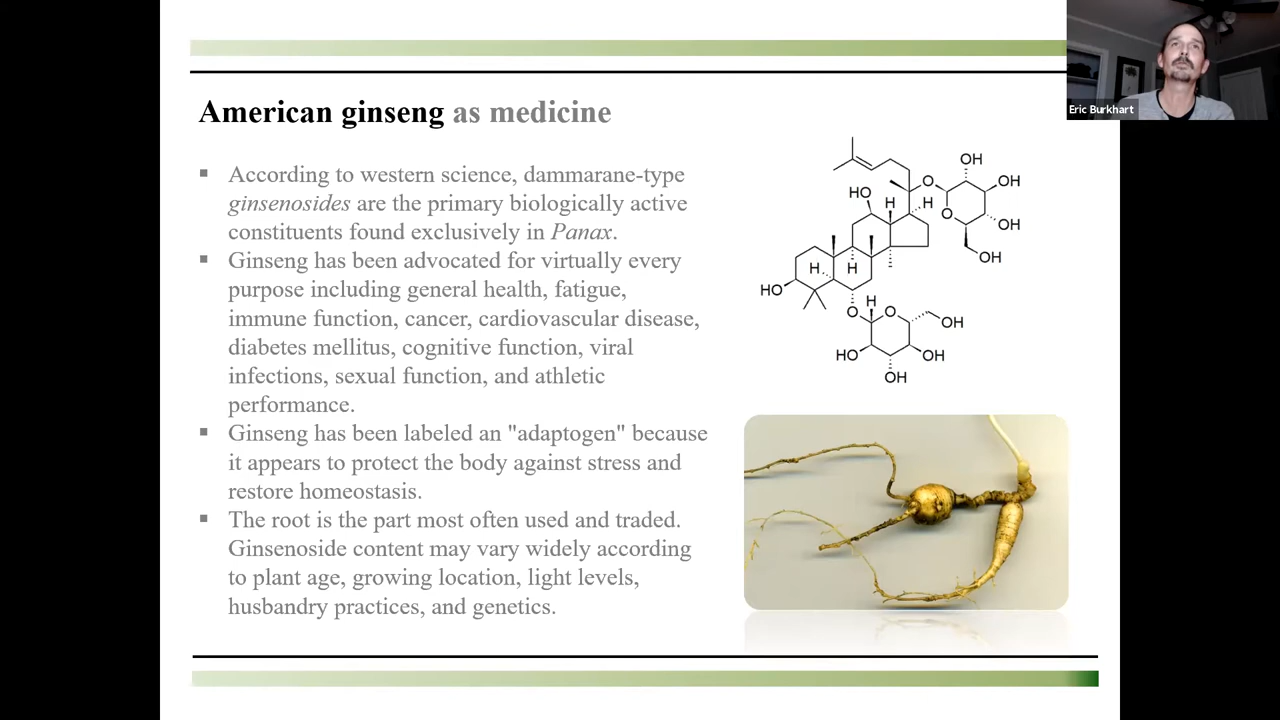 American ginseng as medicine
▪ According to western science, dammarane-type
ginsenosides are the primary biologically active
constituents found exclusively in Panax.
▪ Ginseng has been advocated for virtually every
purpose including general health, fatigue,
immune function, cancer, cardiovascular disease,
diabetes mellitus, cognitive function, viral
infections, sexual function, and athletic
performance.
▪ Ginseng has been labeled an "adaptogen" because
it appears to protect the body against stress and
restore homeostasis.
▪ The root is the part most often used and traded.
Ginsenoside content may vary widely according
to plant age, growing location, light levels,
husbandry practices, and genetics.
Eric Burkhart
OH
O OH
HO
H H
O OH
OH
H H
HO
H
O O OH
HO OH
OH